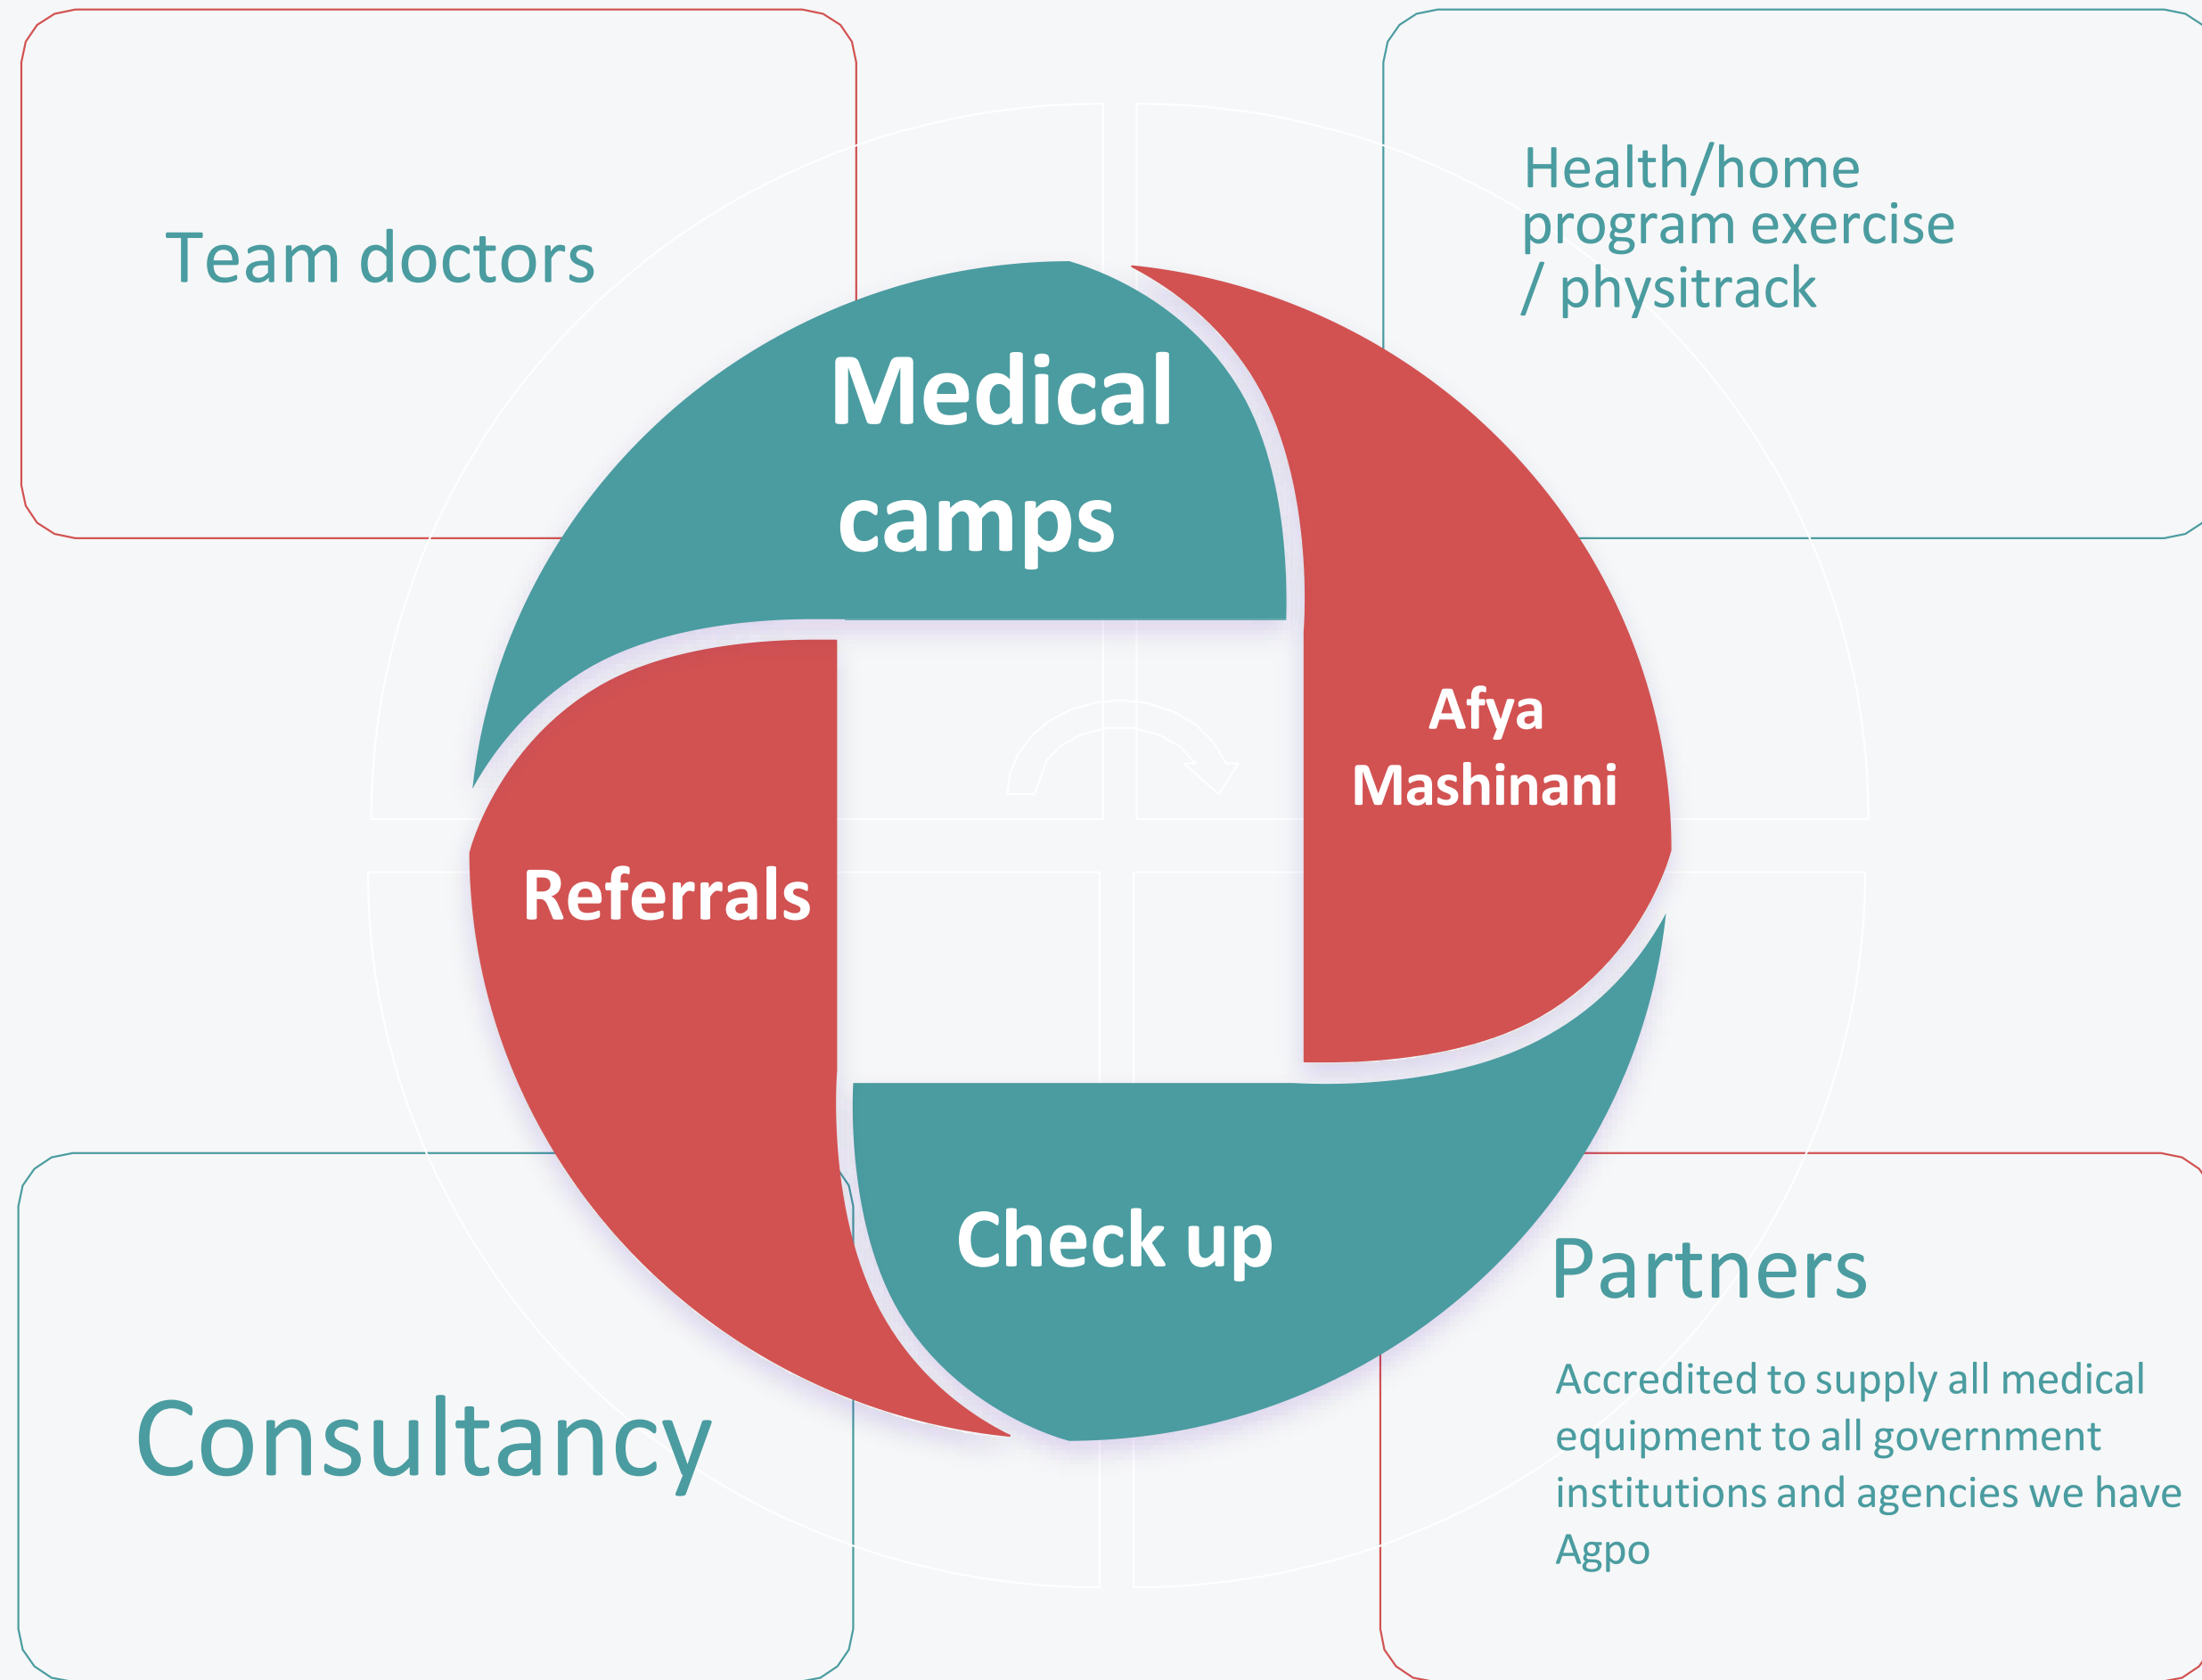 Team doctors
Health/home
program exercise
/ physitrack
Medical
camps
Afya
Mashinani
Referrals
Check up
Consultancy
Partners
Accredited to supply all medical
equipment to all government
institutions and agencies we have
Agpo